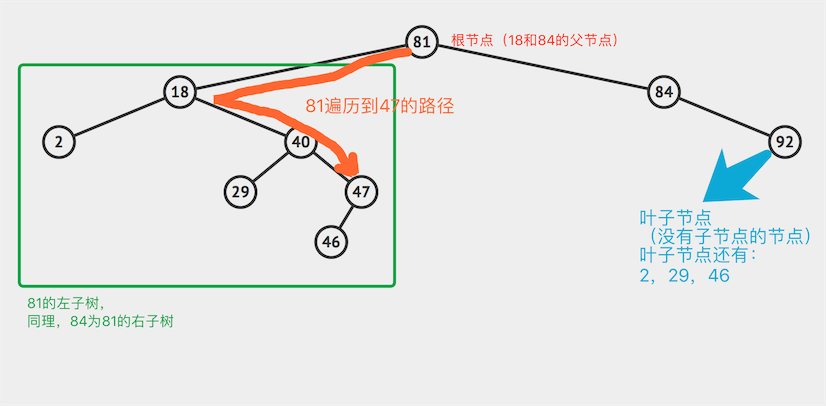 81
根节点（18和84的父节点）
18
84
81遍历到47的路径
2
40
92
29
47
46
叶子节点
（没有子节点的节点）
叶子节点还有：
2，29，46
81的左子树，
同理，84为81的右子树